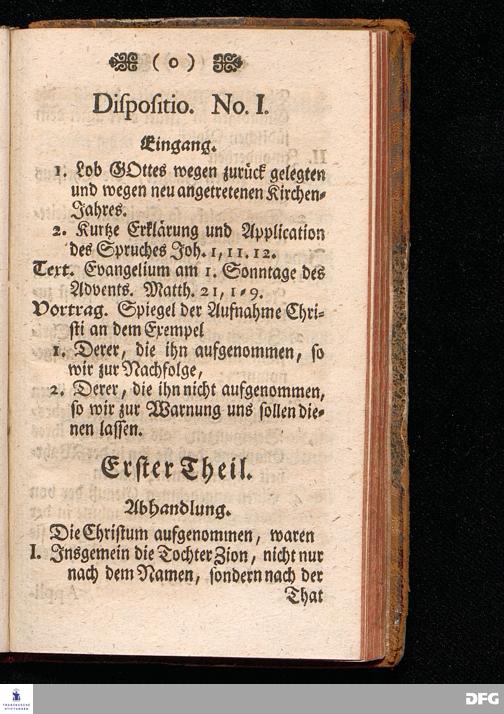 ( o )
Dispositio. No. I.
Eingang.
1. Lob GOttes wegen zurück gelegten
und wegen neu angetretenen Kirchen-
Jahres.
2. Kurtze Erklärung und Application
des Spruches Joh. 1, 11. 12.
Text. Evangelium am 1. Sonntage des
Advents. Matth. 21, 1-9.
Vortrag. Spiegel der Aufnahme Chri-
sti an dem Exempel
1. Derer, die ihn aufgenommen, so
wir zur Nachfolge,
2. Derer, die ihn nicht aufgenommen,
so wir zur Warnung uns sollen die-
nen lassen.
Erster Theil.
Abhandlung.
Die Christum aufgenommen, waren
I. Insgemein die Tochter Zion, nicht nur
nach dem Namen, sondern nach der
That
FRANCKESCHE
STIFTUNGEN
DFG